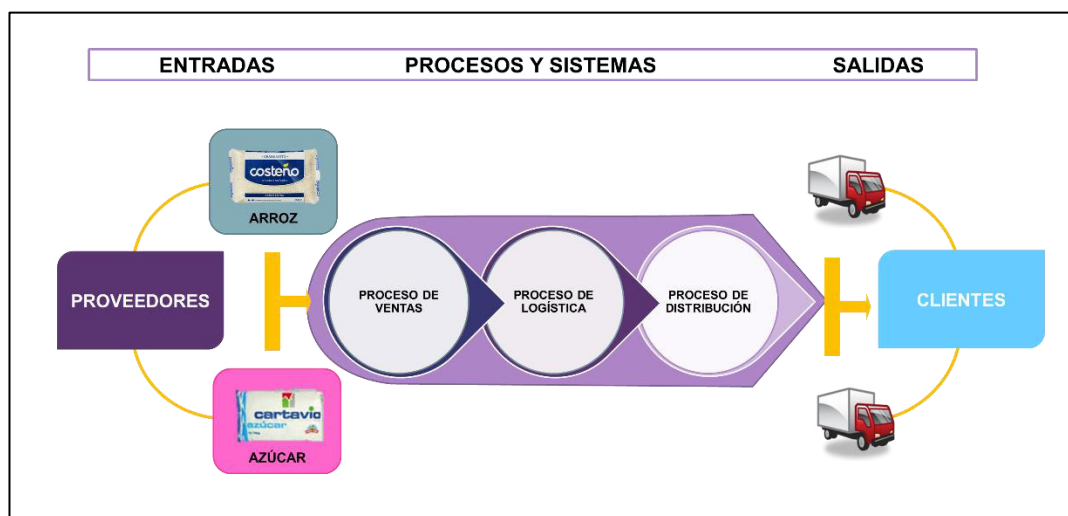 ENTRADAS
PROCESOS Y SISTEMAS
SALIDAS
costeño
ARROZ
PROVEEDORES
PROCESO DE
VENTAS
PROCESO DE
LOGÍSTICA
PROCESO DE
DISTRIBUCIÓN
CLIENTES
cartavio
azúcar
AZÚCAR